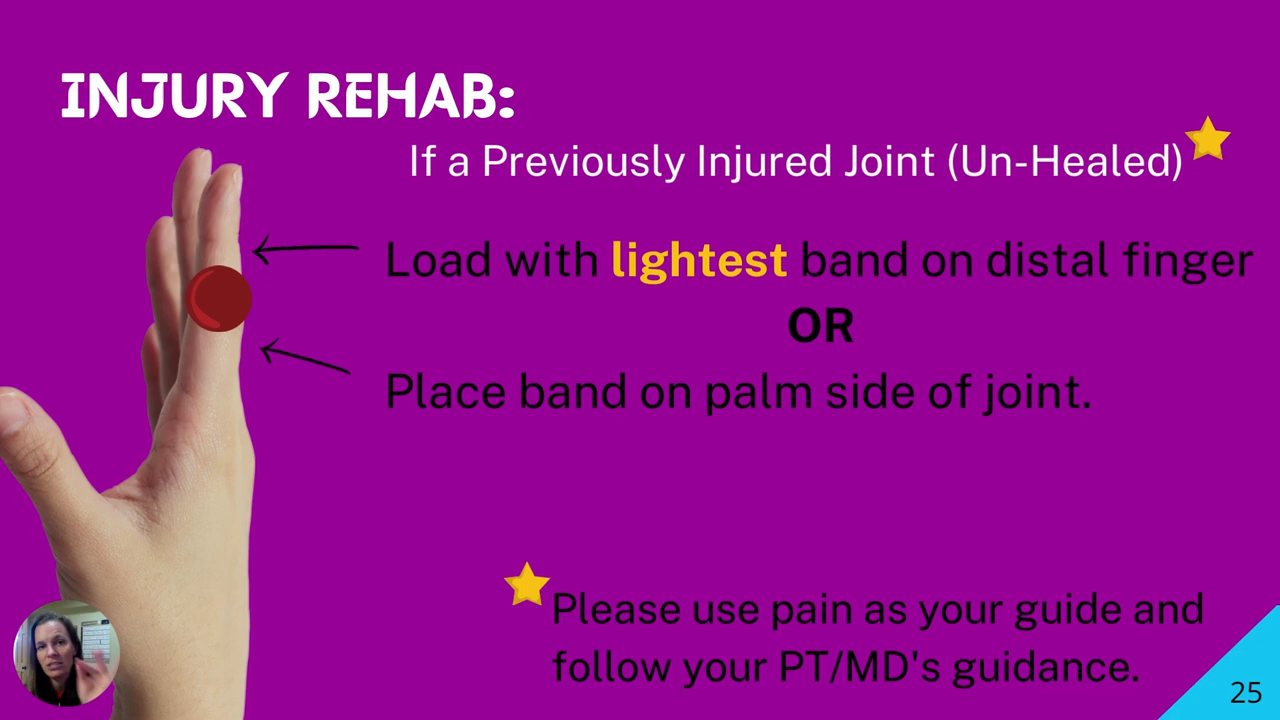 INJURY REHAB:
If a Previously Injured Joint (Un-Healed)
Load with lightest band on distal finger
OR
Place band on palm side of joint.
Please use pain as your guide and
follow your PT/MD's guidance.
25